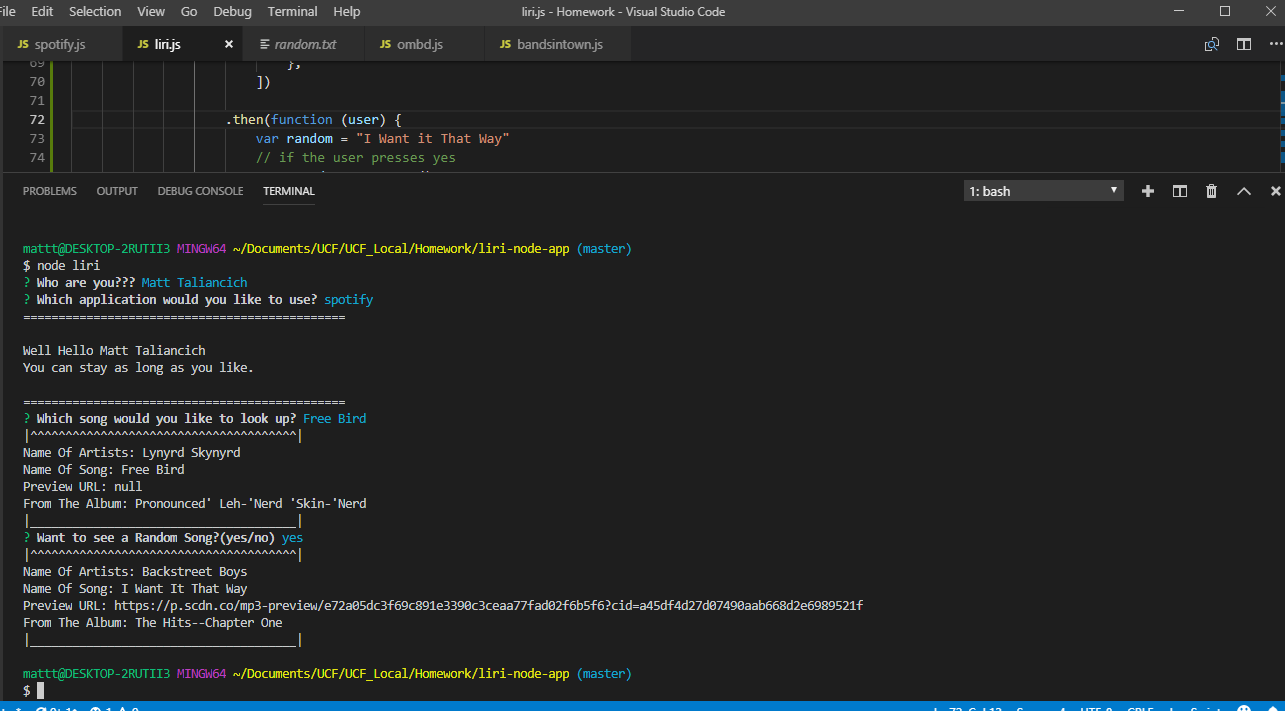 File Edit Selection View Go Debug Terminal Help liri.js - Homework - Visual Studio Code
JS spotify.js JS liri.js random.txt JS ombd.js JS bandsintown.js
69 },
70 ])
71
72 .then(function (user) {
73 var random = "I Want it That Way"
74 // if the user presses yes
PROBLEMS OUTPUT DEBUG CONSOLE TERMINAL 1: bash
mattt@DESKTOP-2RUTII3 MINGW64 ~/Documents/UCF/UCF_Local/Homework/liri-node-app (master)
$ node liri
? Who are you??? Matt Taliancich
? Which application would you like to use? spotify
==============================================
Well Hello Matt Taliancich
You can stay as long as you like.
==============================================
? Which song would you like to look up? Free Bird
|^^^^^^^^^^^^^^^^^^^^^^^^^^^^^^^^^^^^^^|
Name Of Artists: Lynyrd Skynyrd
Name Of Song: Free Bird
Preview URL: null
From The Album: Pronounced' Leh-'Nerd 'Skin-'Nerd
|______________________________________|
? Want to see a Random Song?(yes/no) yes
|^^^^^^^^^^^^^^^^^^^^^^^^^^^^^^^^^^^^^^|
Name Of Artists: Backstreet Boys
Name Of Song: I Want It That Way
Preview URL: https://p.scdn.co/mp3-preview/e72a05dc3f69c891e3390c3ceaa77fad02f6b5f6?cid=a45df4d27d07490aab668d2e6989521f
From The Album: The Hits--Chapter One
|______________________________________|
mattt@DESKTOP-2RUTII3 MINGW64 ~/Documents/UCF/UCF_Local/Homework/liri-node-app (master)
$